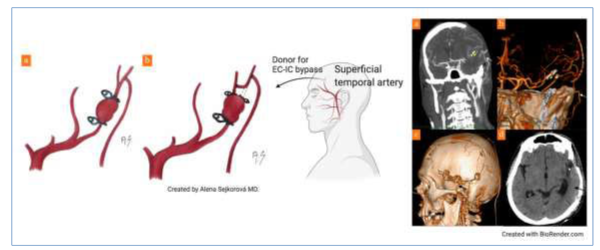 a
b
Donor for
EC-IC bypass
Superficial
temporal artery
Created by Alena Sejkorová MD.
a
b
c
d
Created with BioRender.com